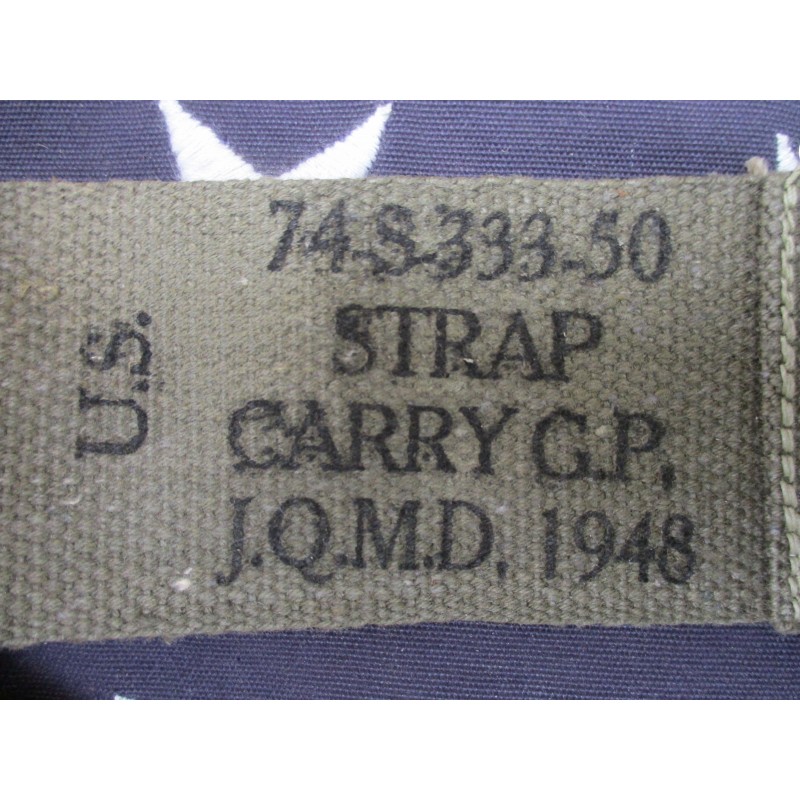 74-S-333-50
STRAP
CARRY G.P.
J.Q.M.D. 1948
U.S.